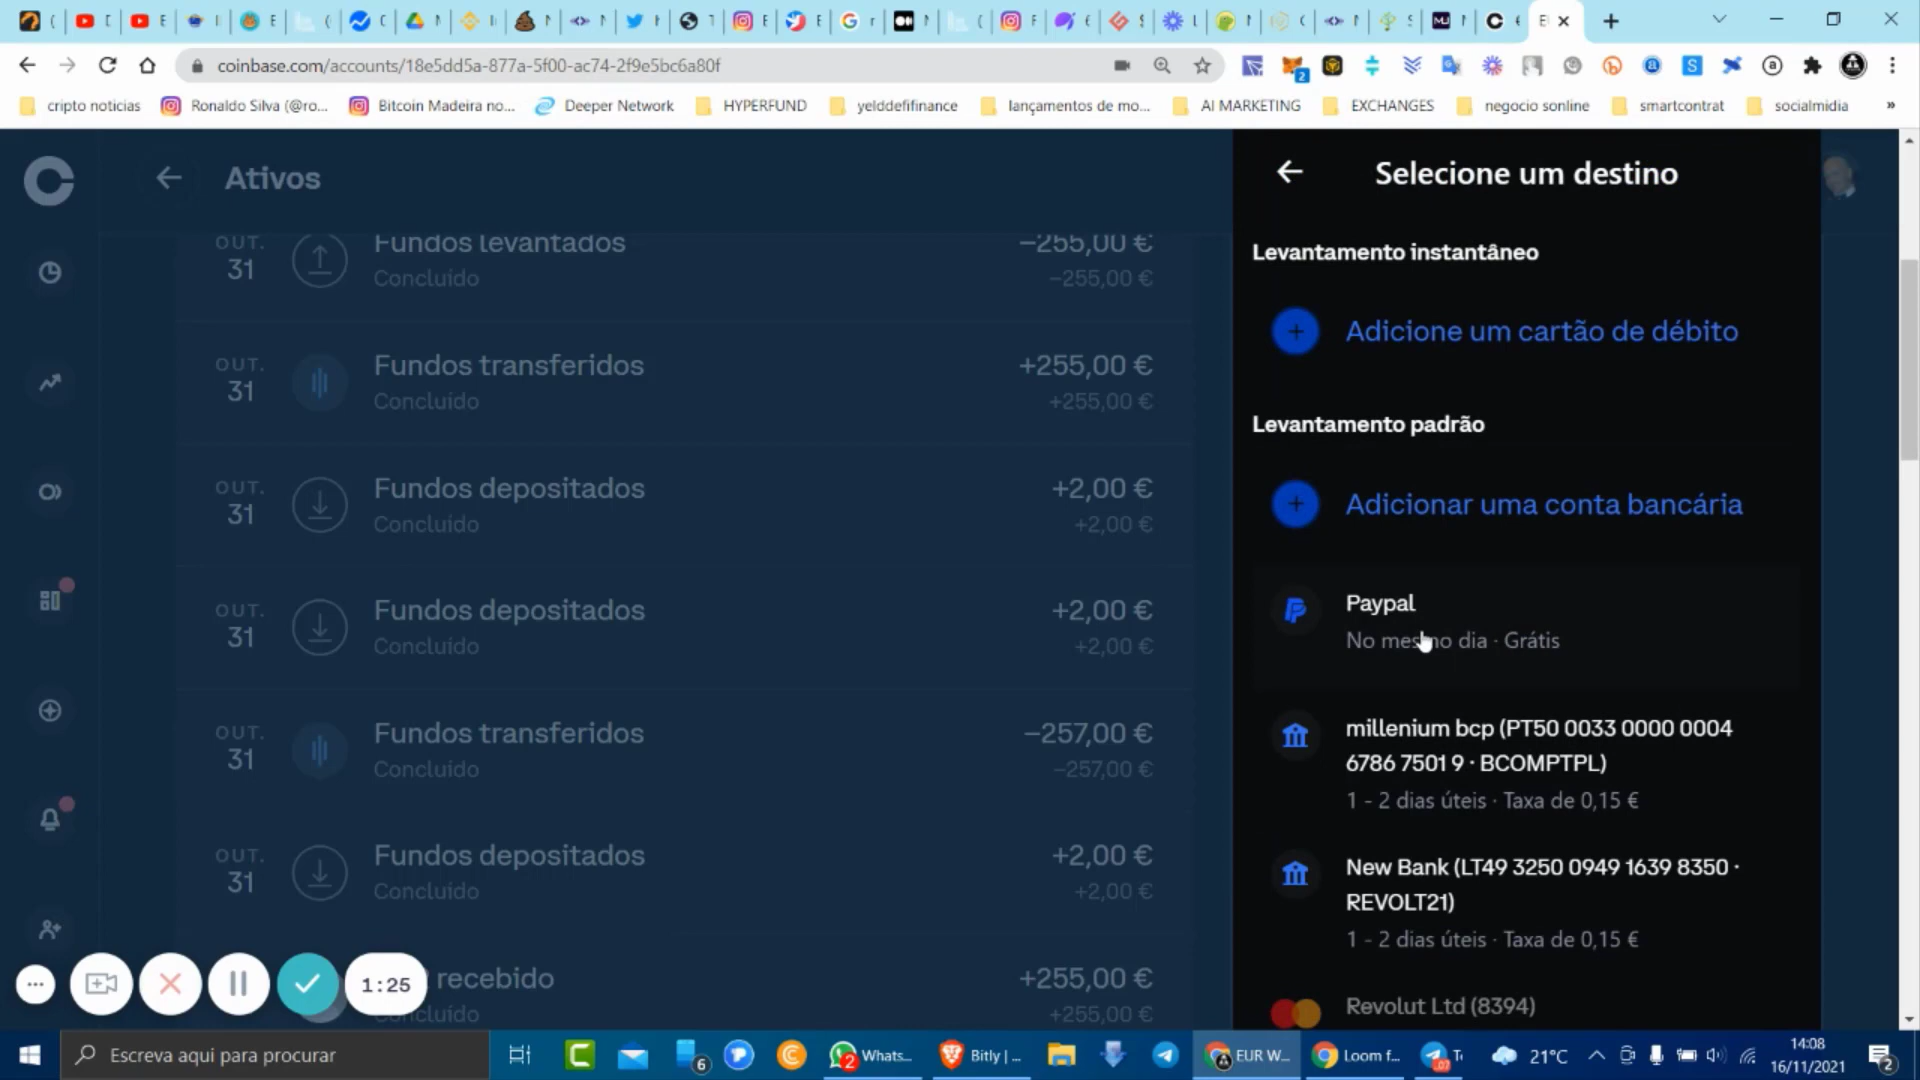 coinbase.com/accounts/18e5dd5a-877a-5f00-ac74-2f9e5bc6a80f
2
cripto noticias
Ronaldo Silva (@ro...
Bitcoin Madeira no...
Deeper Network
HYPERFUND
yelddefifinance
lançamentos de mo...
AI MARKETING
EXCHANGES
negocio sonline
smartcontrat
socialmidia
»
Ativos
OUT.
31
Fundos levantados
Concluído
−255,00 €
−255,00 €
OUT.
31
Fundos transferidos
Concluído
+255,00 €
+255,00 €
OUT.
31
Fundos depositados
Concluído
+2,00 €
+2,00 €
OUT.
31
Fundos depositados
Concluído
+2,00 €
+2,00 €
OUT.
31
Fundos transferidos
Concluído
−257,00 €
−257,00 €
OUT.
31
Fundos depositados
Concluído
+2,00 €
+2,00 €
recebido
+255,00 €
+255,00 €
1:25
Selecione um destino
Levantamento instantâneo
Adicione um cartão de débito
Levantamento padrão
Adicionar uma conta bancária
Paypal
No mesmo dia · Grátis
millenium bcp (PT50 0033 0000 0004
6786 7501 9 · BCOMPTPL)
1 - 2 dias úteis · Taxa de 0,15 €
New Bank (LT49 3250 0949 1639 8350 ·
REVOLT21)
1 - 2 dias úteis · Taxa de 0,15 €
Revolut Ltd (8394)
Escreva aqui para procurar
6
2
Whats...
Bitly | ...
EUR W...
Loom f...
21°C
14:08
16/11/2021
2